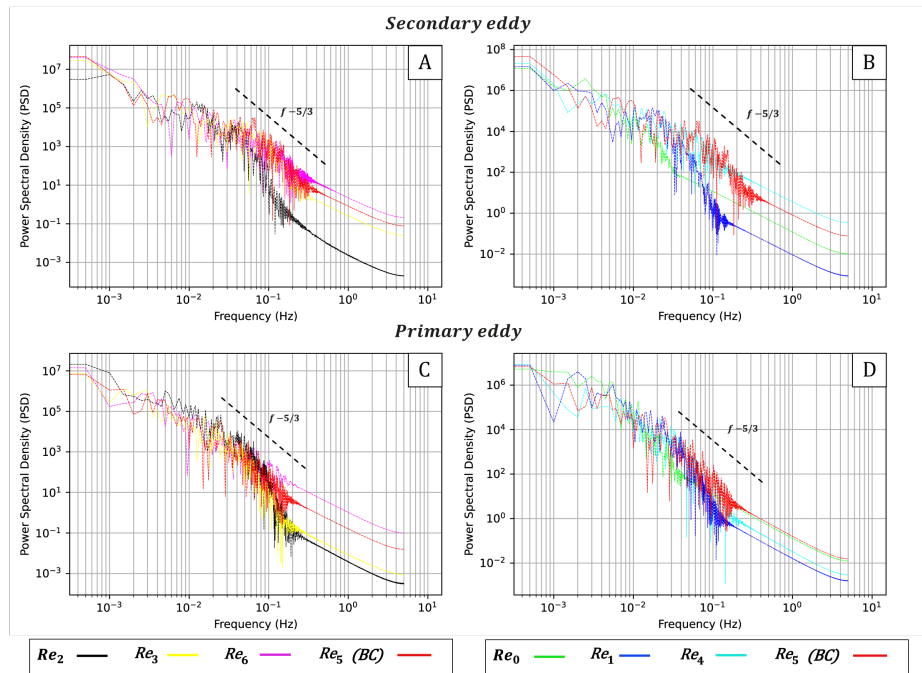 Secondary eddy
A
Power Spectral Density (PSD)
10⁷
10⁵
10³
10¹
10⁻¹
10⁻³
f −5/3
10⁻³ 10⁻² 10⁻¹ 10⁰ 10¹
Frequency (Hz)
B
Power Spectral Density (PSD)
10⁸
10⁶
10⁴
10²
10⁰
10⁻²
f −5/3
10⁻³ 10⁻² 10⁻¹ 10⁰ 10¹
Frequency (Hz)
Primary eddy
C
Power Spectral Density (PSD)
10⁷
10⁵
10³
10¹
10⁻¹
10⁻³
f −5/3
10⁻³ 10⁻² 10⁻¹ 10⁰ 10¹
Frequency (Hz)
D
Power Spectral Density (PSD)
10⁶
10⁴
10²
10⁰
10⁻²
f −5/3
10⁻³ 10⁻² 10⁻¹ 10⁰ 10¹
Frequency (Hz)
Re₂ Re₃ Re₆ Re₅ (BC)
Re₀ Re₁ Re₄ Re₅ (BC)